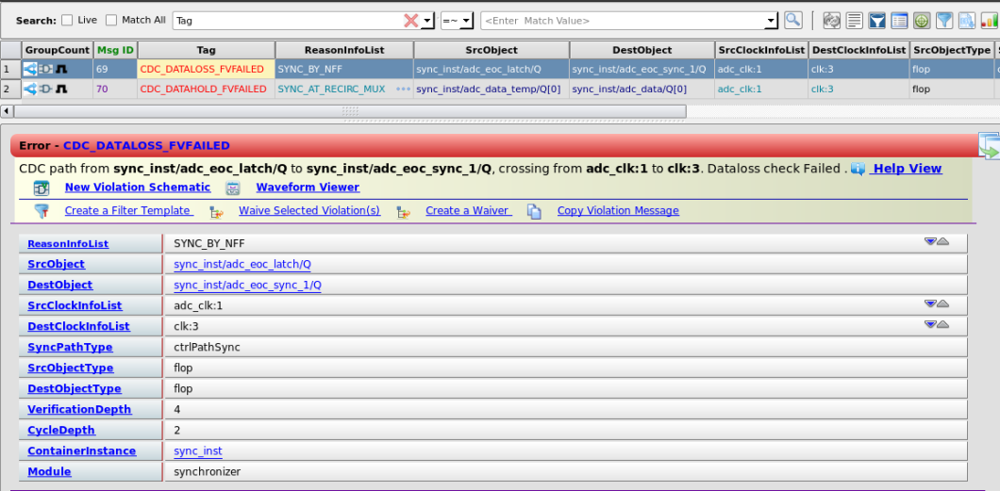 Search: Live Match All Tag =~ <Enter Match Value>
GroupCount Msg ID Tag ReasonInfoList SrcObject DestObject SrcClockInfoList DestClockInfoList SrcObjectType
1 69 CDC_DATALOSS_FVFAILED SYNC_BY_NFF sync_inst/adc_eoc_latch/Q sync_inst/adc_eoc_sync_1/Q adc_clk:1 clk:3 flop
2 70 CDC_DATAHOLD_FVFAILED SYNC_AT_RECIRC_MUX ••• sync_inst/adc_data_temp/Q[0] sync_inst/adc_data/Q[0] adc_clk:1 clk:3 flop
Error - CDC_DATALOSS_FVFAILED
CDC path from sync_inst/adc_eoc_latch/Q to sync_inst/adc_eoc_sync_1/Q, crossing from adc_clk:1 to clk:3. Dataloss check Failed . Help View
New Violation Schematic Waveform Viewer
Create a Filter Template Waive Selected Violation(s) Create a Waiver Copy Violation Message
ReasonInfoList SYNC_BY_NFF
SrcObject sync_inst/adc_eoc_latch/Q
DestObject sync_inst/adc_eoc_sync_1/Q
SrcClockInfoList adc_clk:1
DestClockInfoList clk:3
SyncPathType ctrlPathSync
SrcObjectType flop
DestObjectType flop
VerificationDepth 4
CycleDepth 2
ContainerInstance sync_inst
Module synchronizer